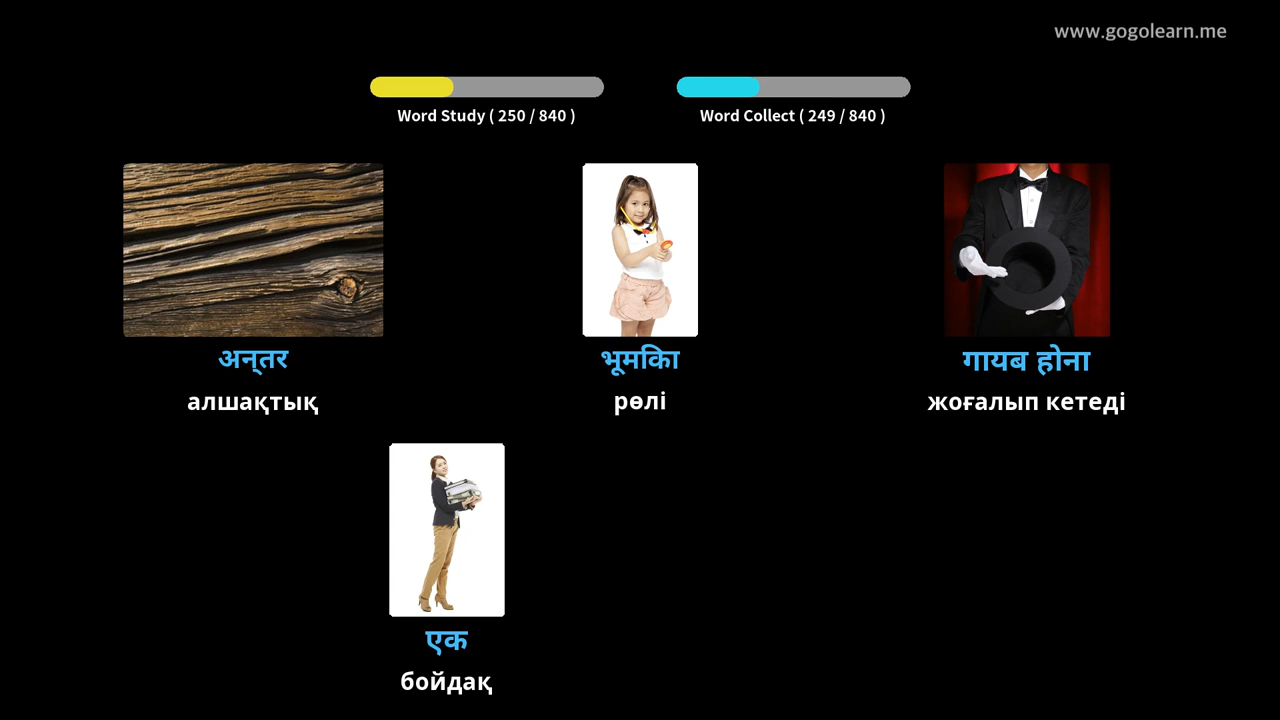 www.gogolearn.me
Word Study ( 250 / 840 )
Word Collect ( 249 / 840 )
अन्‌तर
भूमिका
गायब होना
алшақтық
рөлі
жоғалып кетеді
एक
бойдақ